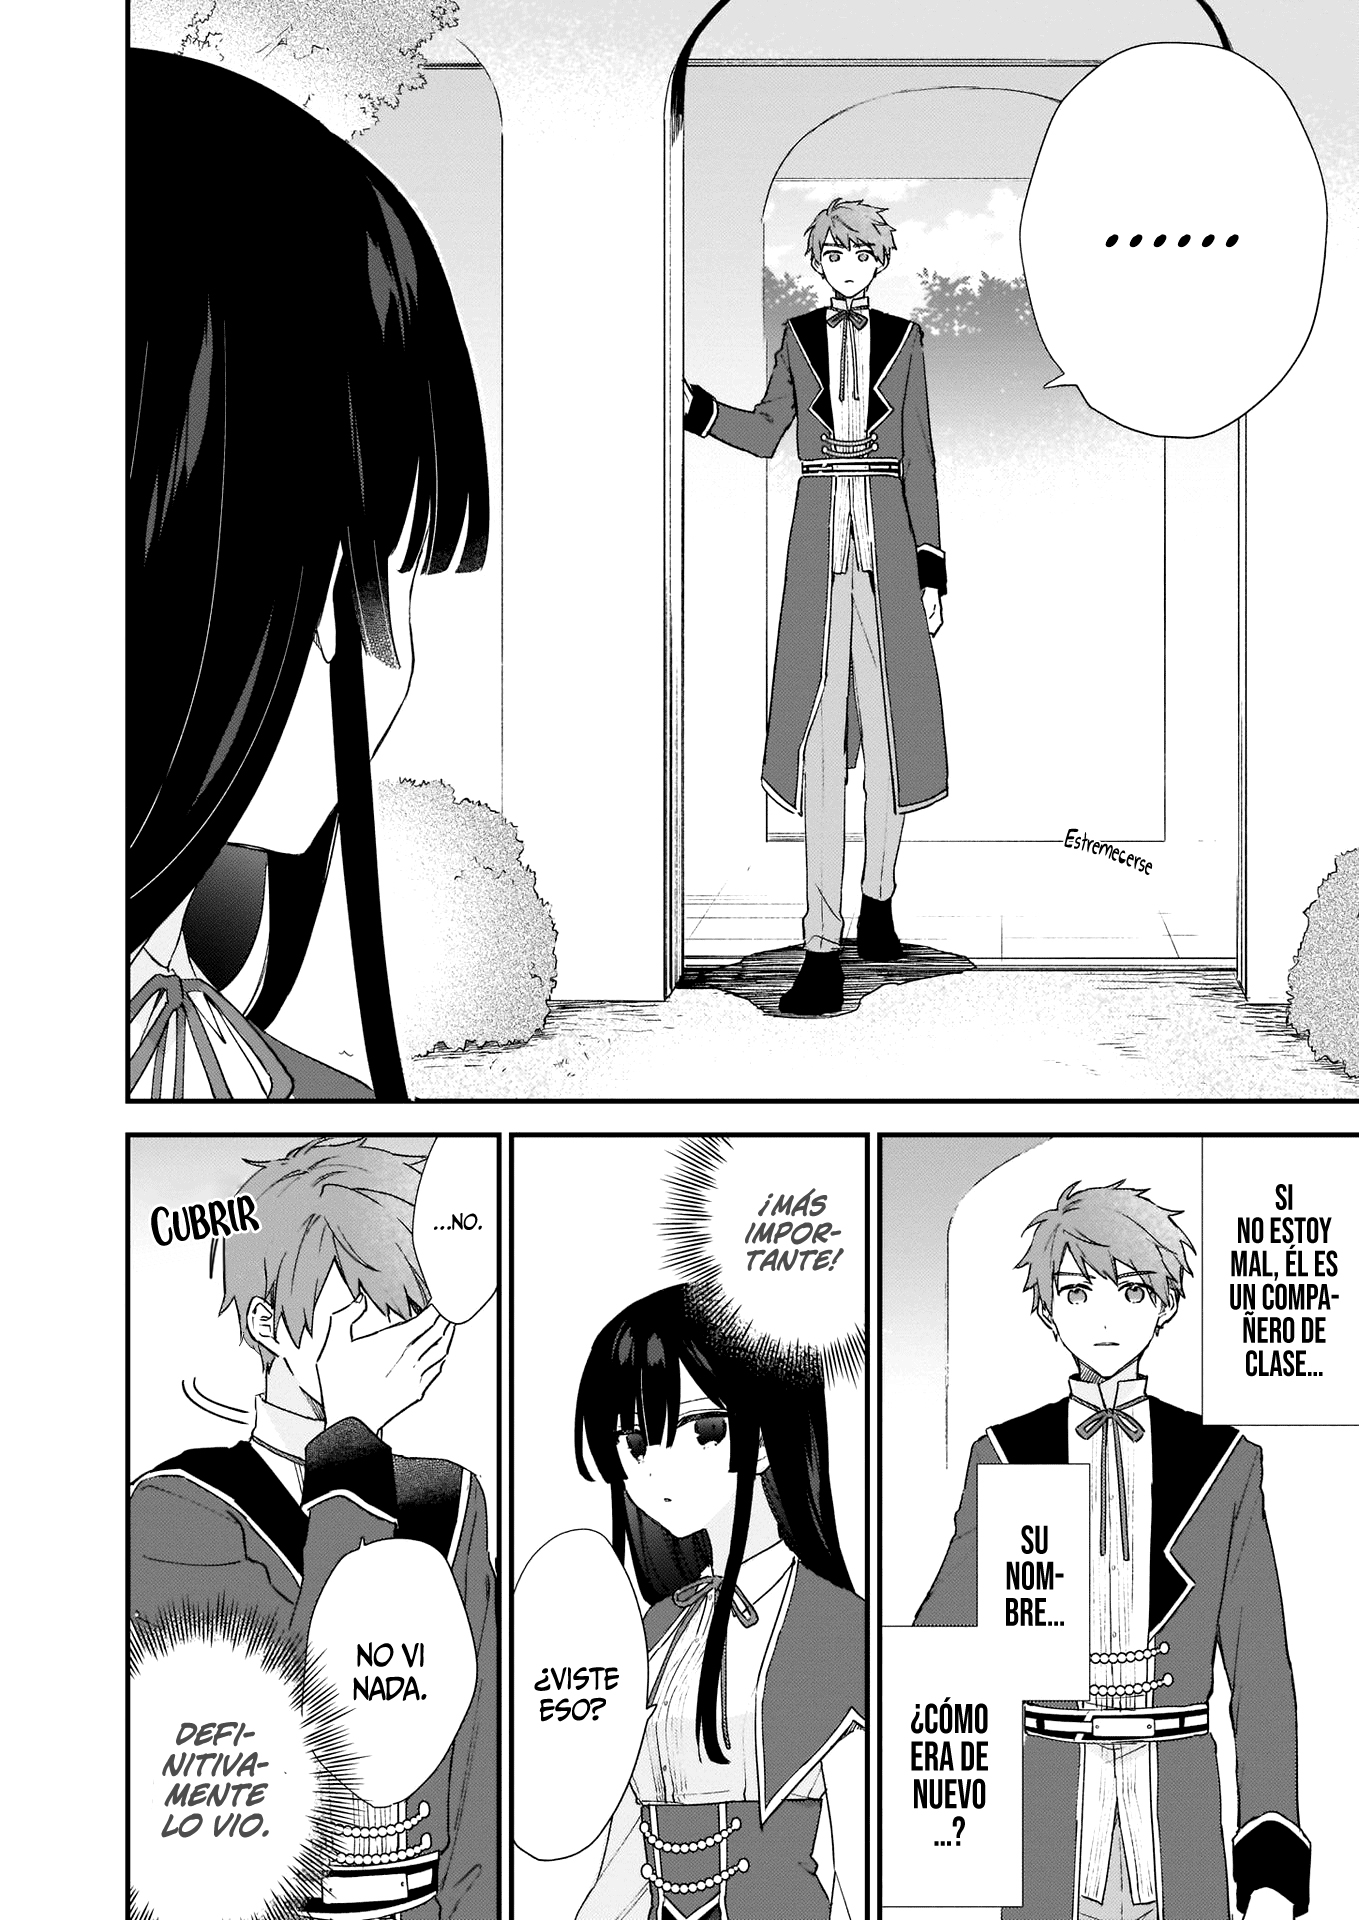 ......
Estremecerse
SI
NO ESTOY
MAL, ÉL ES
UN COMPA-
ÑERO DE
CLASE...
SU
NOM-
BRE...
¿CÓMO
ERA DE
NUEVO
...?
¡MÁS
IMPOR-
TANTE!
¿VISTE
ESO?
...NO.
CUBRIR
NO VI
NADA.
DEFI-
NITIVA-
MENTE
LO VIO.